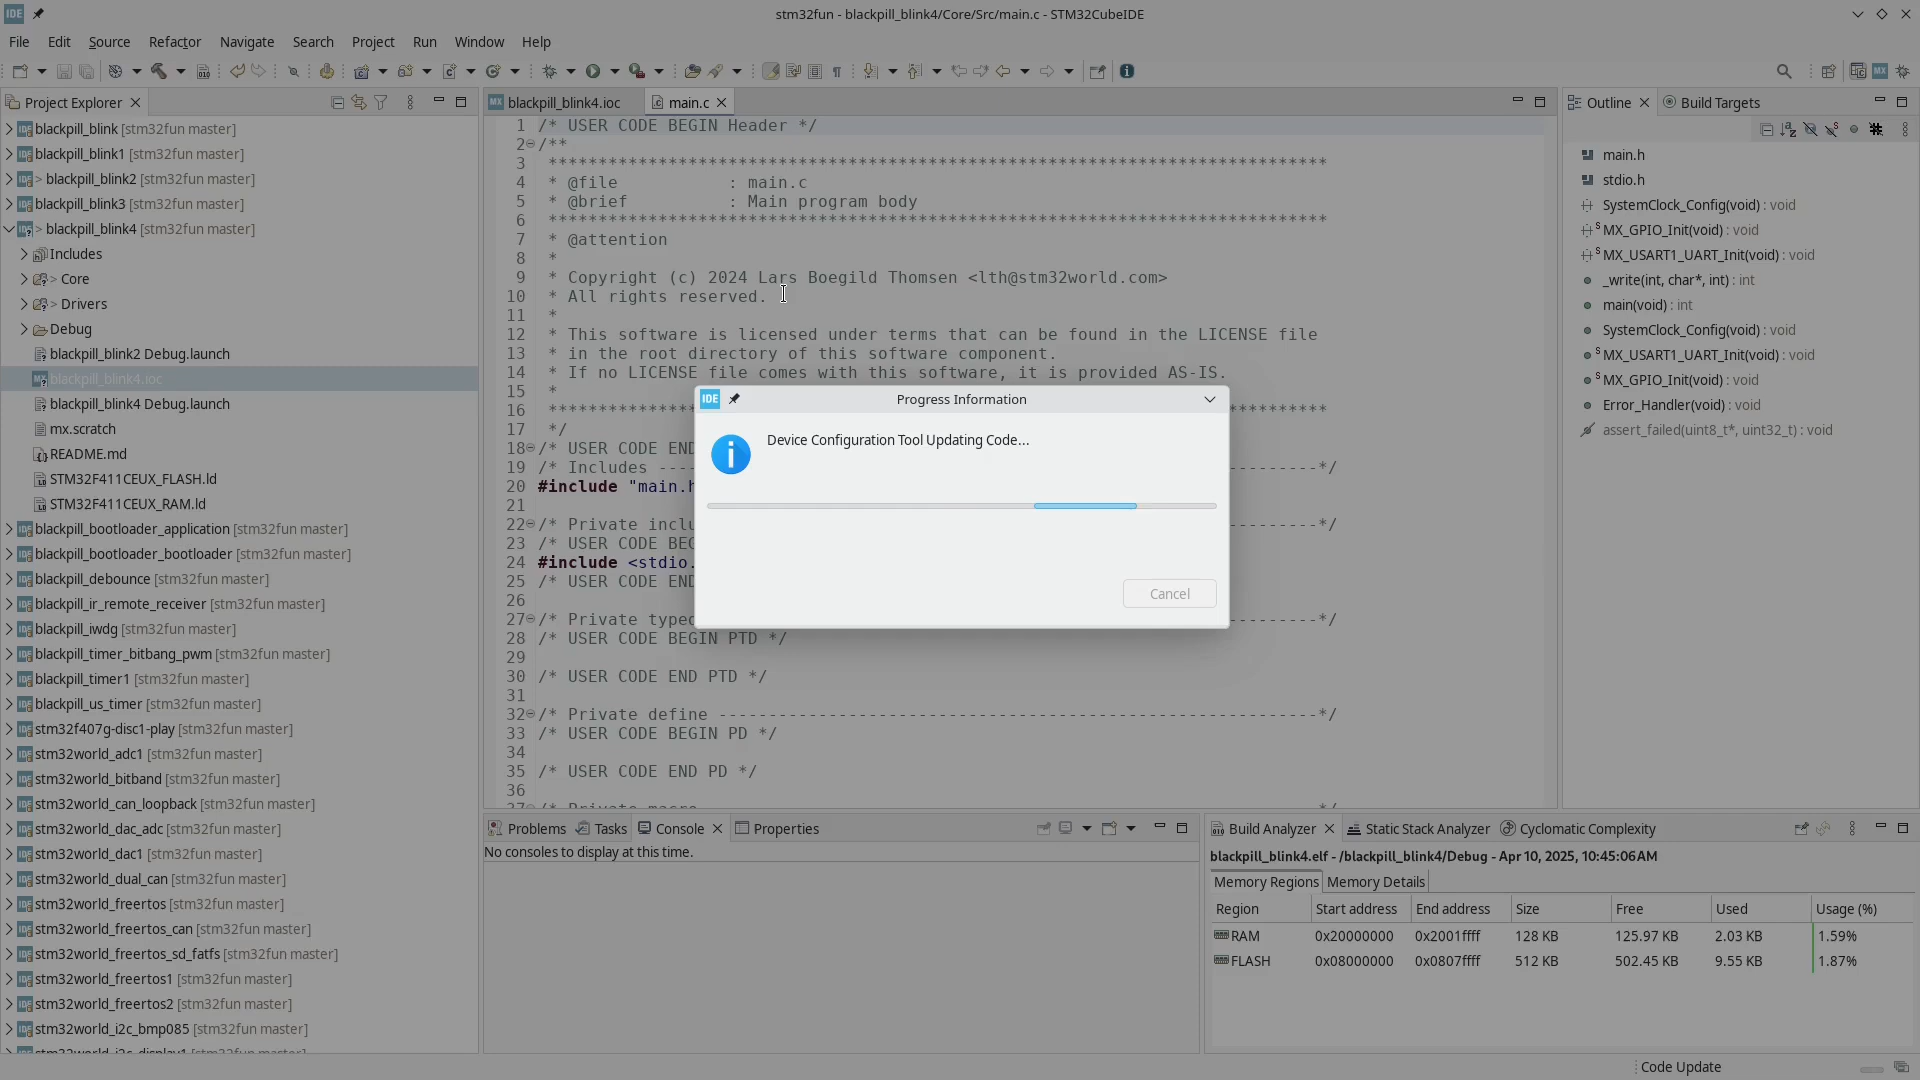 IDE
stm32fun - blackpill_blink4/Core/Src/main.c - STM32CubeIDE
File Edit Source Refactor Navigate Search Project Run Window Help
Project Explorer
blackpill_blink [stm32fun master]
blackpill_blink1 [stm32fun master]
> blackpill_blink2 [stm32fun master]
blackpill_blink3 [stm32fun master]
> blackpill_blink4 [stm32fun master]
Includes
> Core
> Drivers
Debug
blackpill_blink2 Debug.launch
blackpill_blink4.ioc
blackpill_blink4 Debug.launch
mx.scratch
README.md
STM32F411CEUX_FLASH.ld
STM32F411CEUX_RAM.ld
blackpill_bootloader_application [stm32fun master]
blackpill_bootloader_bootloader [stm32fun master]
blackpill_debounce [stm32fun master]
blackpill_ir_remote_receiver [stm32fun master]
blackpill_iwdg [stm32fun master]
blackpill_timer_bitbang_pwm [stm32fun master]
blackpill_timer1 [stm32fun master]
blackpill_us_timer [stm32fun master]
stm32f407g-disc1-play [stm32fun master]
stm32world_adc1 [stm32fun master]
stm32world_bitband [stm32fun master]
stm32world_can_loopback [stm32fun master]
stm32world_dac_adc [stm32fun master]
stm32world_dac1 [stm32fun master]
stm32world_dual_can [stm32fun master]
stm32world_freertos [stm32fun master]
stm32world_freertos_can [stm32fun master]
stm32world_freertos_sd_fatfs [stm32fun master]
stm32world_freertos1 [stm32fun master]
stm32world_freertos2 [stm32fun master]
stm32world_i2c_bmp085 [stm32fun master]
stm32world_i2c_display1 [stm32fun master]
MX blackpill_blink4.ioc main.c
1 /* USER CODE BEGIN Header */
2 /**
3 ******************************************************************************
4 * @file : main.c
5 * @brief : Main program body
6 ******************************************************************************
7 * @attention
8 *
9 * Copyright (c) 2024 Lars Boegild Thomsen <lth@stm32world.com>
10 * All rights reserved.
11 *
12 * This software is licensed under terms that can be found in the LICENSE file
13 * in the root directory of this software component.
14 * If no LICENSE file comes with this software, it is provided AS-IS.
15 *
16 ****************
17 */
18 /* USER CODE END
19 /* Includes ---- ---------*/
20 #include "main.h
21
22 /* Private inclu ---------*/
23 /* USER CODE BEG
24 #include <stdio.
25 /* USER CODE END
26
27 /* Private typed ---------*/
28 /* USER CODE BEGIN PTD */
29
30 /* USER CODE END PTD */
31
32 /* Private define ------------------------------------------------------------*/
33 /* USER CODE BEGIN PD */
34
35 /* USER CODE END PD */
36
37 /* Private macro -------------------------------------------------------------*/
IDE Progress Information
Device Configuration Tool Updating Code...
Cancel
Outline Build Targets
main.h
stdio.h
SystemClock_Config(void) : void
S MX_GPIO_Init(void) : void
S MX_USART1_UART_Init(void) : void
_write(int, char*, int) : int
main(void) : int
SystemClock_Config(void) : void
S MX_USART1_UART_Init(void) : void
S MX_GPIO_Init(void) : void
Error_Handler(void) : void
assert_failed(uint8_t*, uint32_t) : void
Problems Tasks Console Properties
No consoles to display at this time.
Build Analyzer Static Stack Analyzer Cyclomatic Complexity
blackpill_blink4.elf - /blackpill_blink4/Debug - Apr 10, 2025, 10:45:06 AM
Memory Regions Memory Details
Region Start address End address Size Free Used Usage (%)
RAM 0x20000000 0x2001ffff 128 KB 125.97 KB 2.03 KB 1.59%
FLASH 0x08000000 0x0807ffff 512 KB 502.45 KB 9.55 KB 1.87%
Code Update